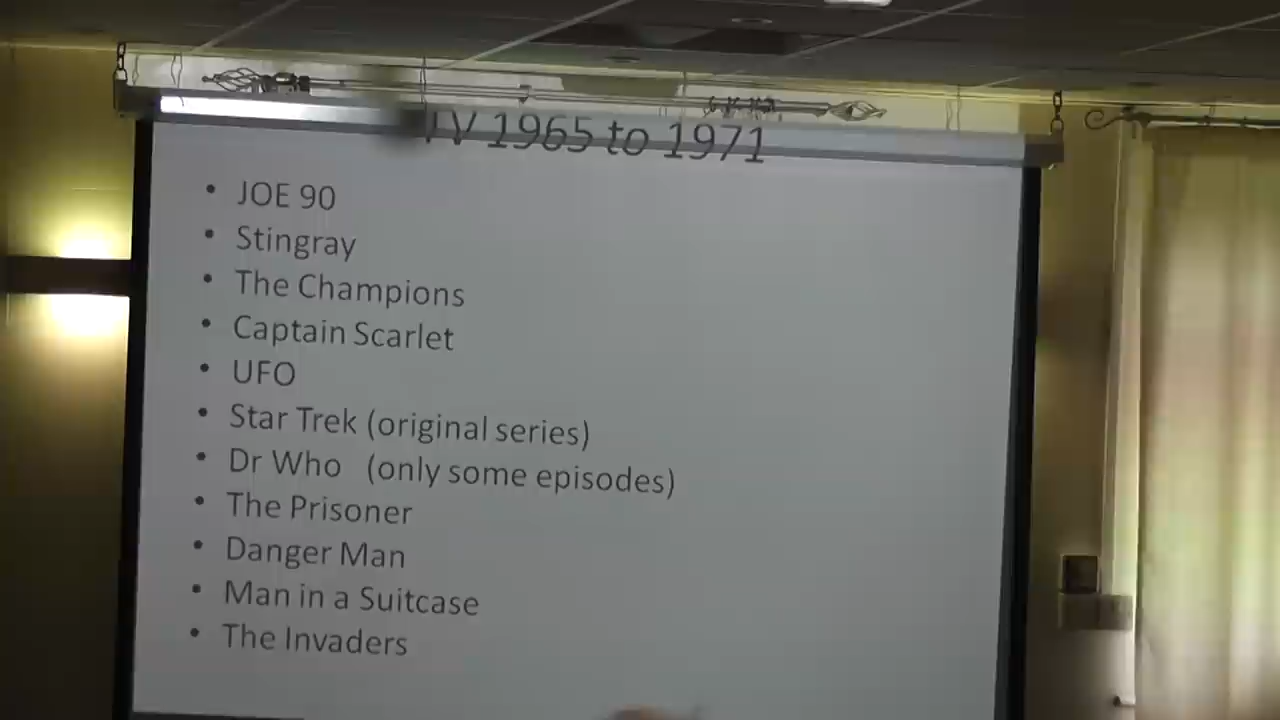 TV 1965 to 1971
• JOE 90
• Stingray
• The Champions
• Captain Scarlet
• UFO
• Star Trek (original series)
• Dr Who (only some episodes)
• The Prisoner
• Danger Man
• Man in a Suitcase
• The Invaders